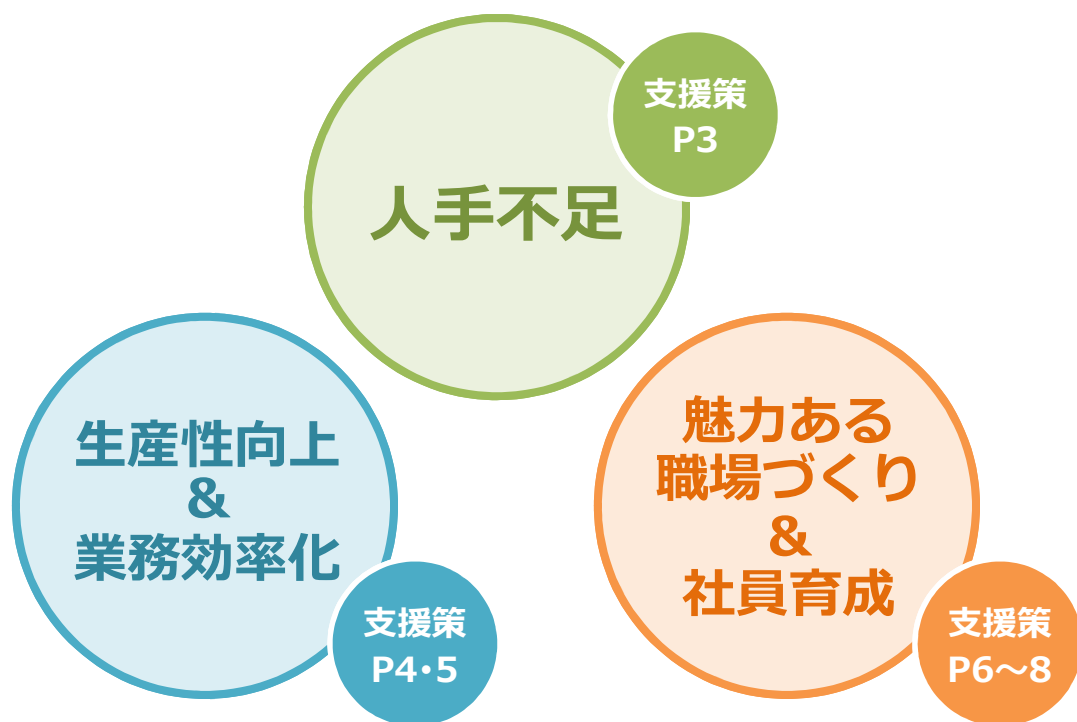 支援策
P3
人手不足
生産性向上
&
業務効率化
支援策
P4・5
魅力ある
職場づくり
&
社員育成
支援策
P6～8